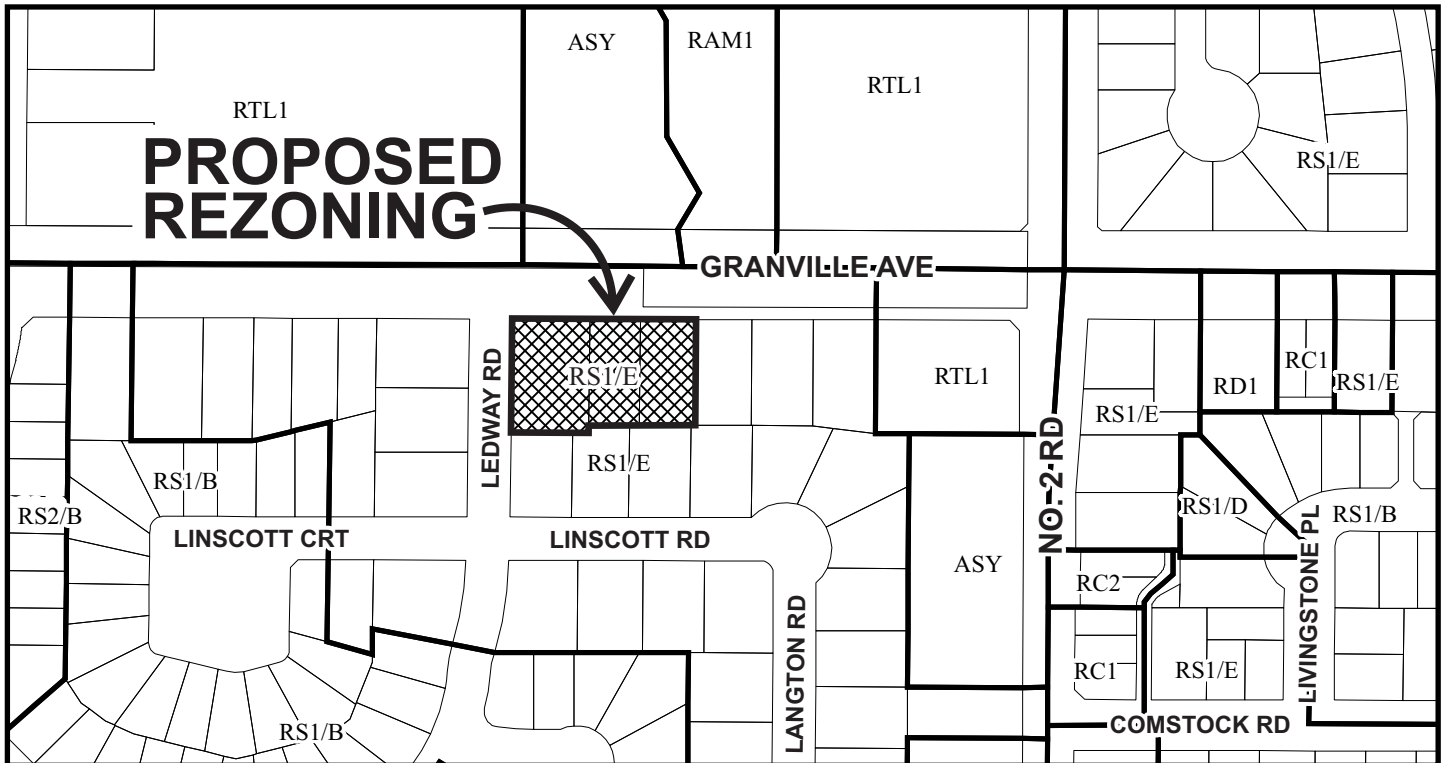 ASY
RAM1
RTL1
RTL1
PROPOSED
REZONING
RS1/E
GRANVILLE AVE
LEDWAY RD
RS1/E
RTL1
RC1
RD1
RS1/E
RS1/E
NO. 2 RD
RS1/E
RS1/B
RS2/B
RS1/D
RS1/B
LINSCOTT CRT
LINSCOTT RD
ASY
RC2
LIVINGSTONE PL
LANGTON RD
RC1
RS1/E
RS1/B
COMSTOCK RD